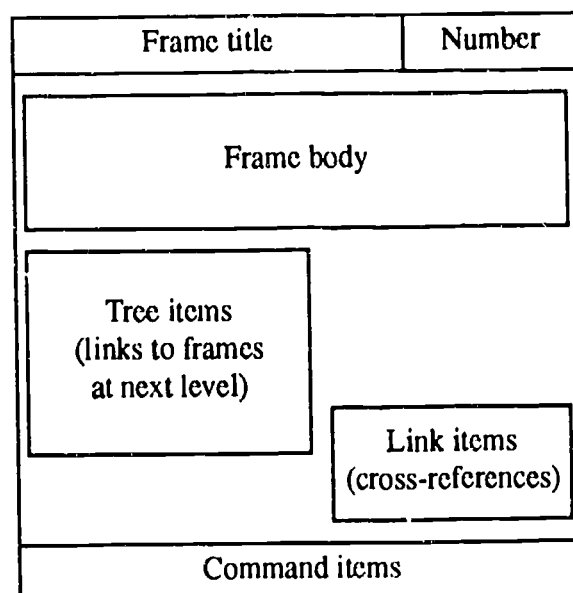 Frame title
Number
Frame body
Tree items
(links to frames
at next level)
Link items
(cross-references)
Command items